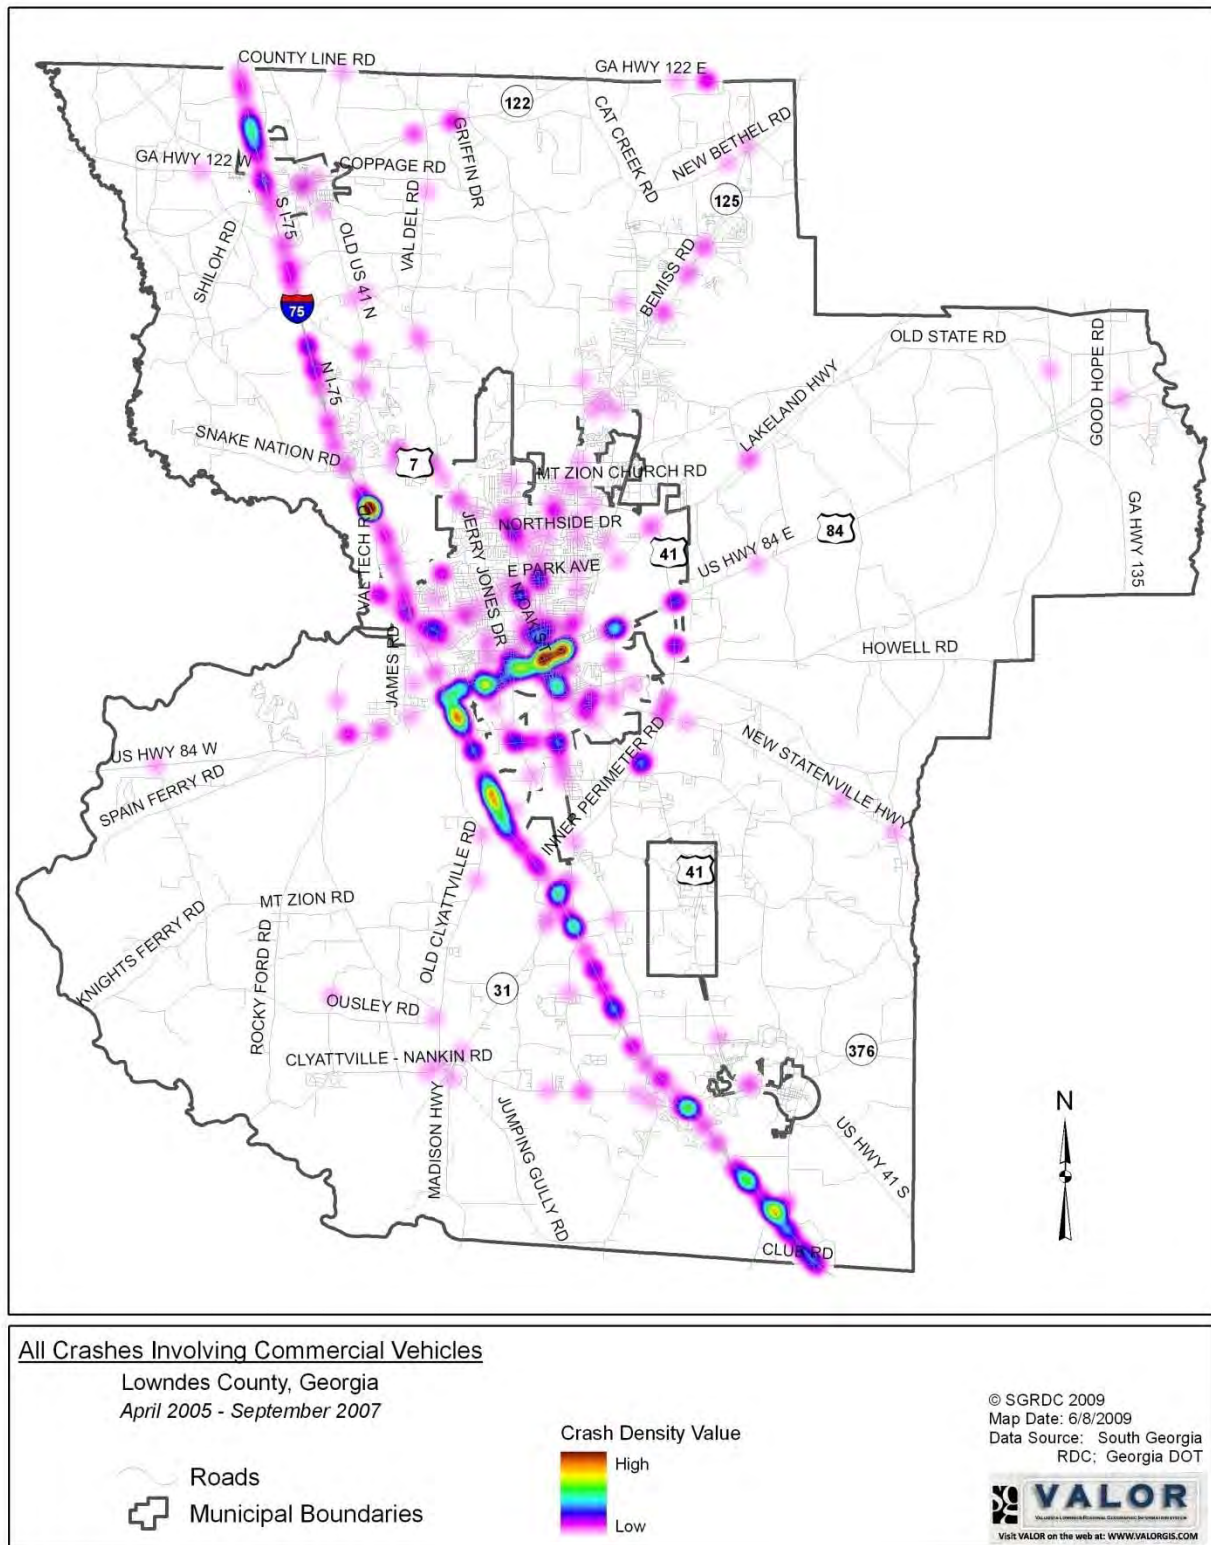 COUNTY LINE RD
GA HWY 122 E
122
CAT CREEK RD
NEW BETHEL RD
GRIFFIN DR
GA HWY 122 W
COPPAGE RD
125
VAL DEL RD
S I-75
OLD US 41 N
SHILOH RD
BEMISS RD
75
OLD STATE RD
GOOD HOPE RD
N I-75
LAKELAND HWY
SNAKE NATION RD
7
MT ZION CHURCH RD
GA HWY 135
VAL TECH RD
JERRY JONES DR
NORTHSIDE DR
84
41
US HWY 84 E
E PARK AVE
N OAK ST
JAMES RD
HOWELL RD
US HWY 84 W
NEW STATENVILLE HWY
SPAIN FERRY RD
INNER PERIMETER RD
OLD CLYATTVILLE RD
41
MT ZION RD
KNIGHTS FERRY RD
ROCKY FORD RD
31
OUSLEY RD
CLYATTVILLE - NANKIN RD
376
MADISON HWY
JUMPING GULLY RD
US HWY 41 S
N
CLUB RD
All Crashes Involving Commercial Vehicles
Lowndes County, Georgia
April 2005 - September 2007
Roads
Municipal Boundaries
Crash Density Value
High
Low
© SGRDC 2009
Map Date: 6/8/2009
Data Source: South Georgia
RDC; Georgia DOT
VALOR
Visit VALOR on the web at: WWW.VALORGIS.COM